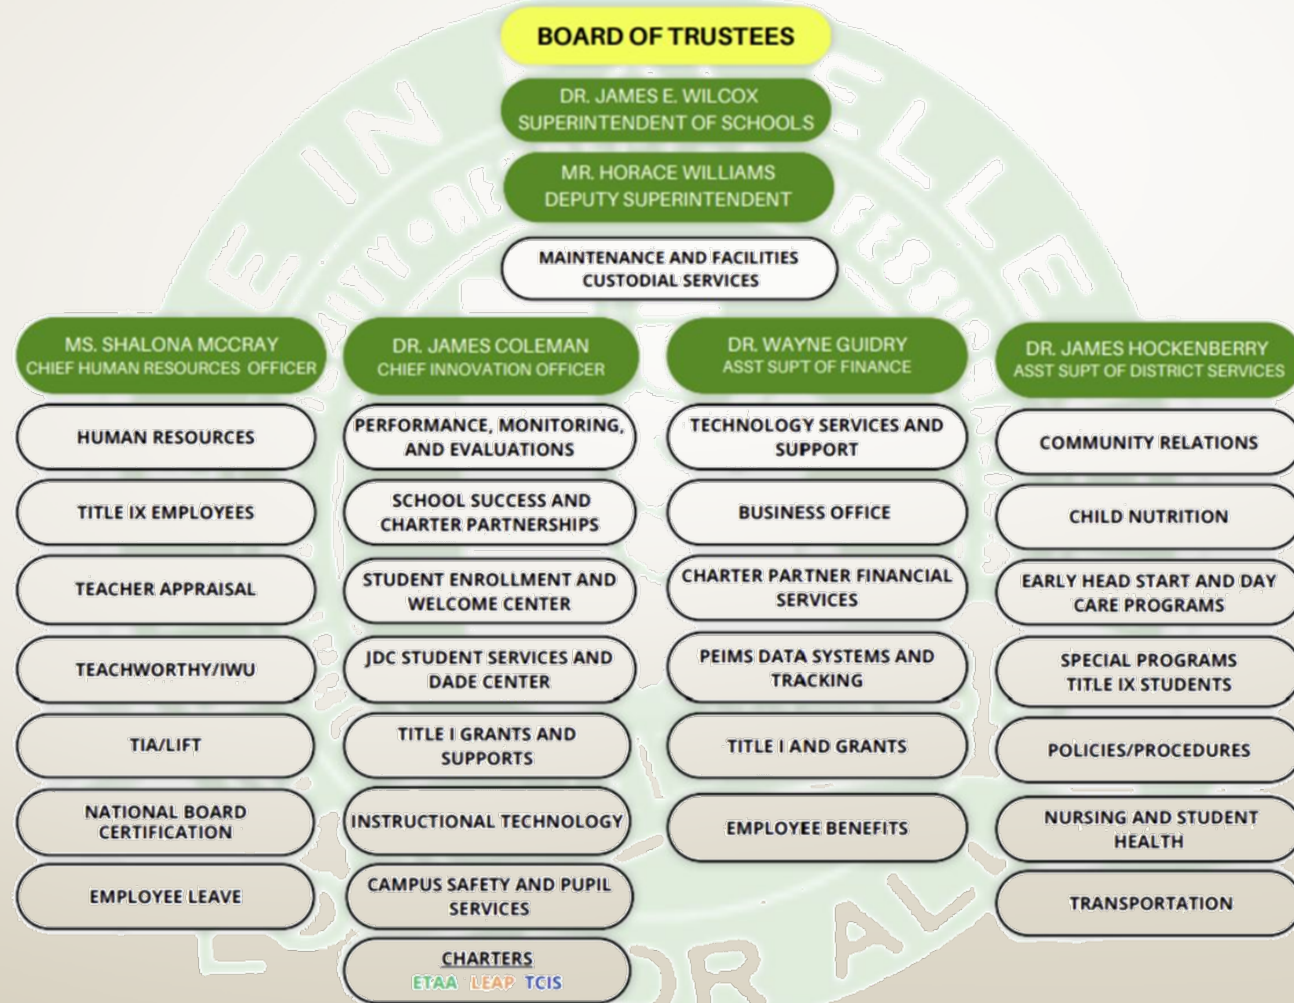 BOARD OF TRUSTEES
DR. JAMES E. WILCOX
SUPERINTENDENT OF SCHOOLS
MR. HORACE WILLIAMS
DEPUTY SUPERINTENDENT
MAINTENANCE AND FACILITIES
CUSTODIAL SERVICES
MS. SHALONA MCCRAY
CHIEF HUMAN RESOURCES OFFICER
HUMAN RESOURCES
TITLE IX EMPLOYEES
TEACHER APPRAISAL
TEACHWORTHY/IWU
TIA/LIFT
NATIONAL BOARD
CERTIFICATION
EMPLOYEE LEAVE
DR. JAMES COLEMAN
CHIEF INNOVATION OFFICER
PERFORMANCE, MONITORING,
AND EVALUATIONS
SCHOOL SUCCESS AND
CHARTER PARTNERSHIPS
STUDENT ENROLLMENT AND
WELCOME CENTER
JDC STUDENT SERVICES AND
DADE CENTER
TITLE I GRANTS AND
SUPPORTS
INSTRUCTIONAL TECHNOLOGY
CAMPUS SAFETY AND PUPIL
SERVICES
CHARTERS
ETAA LEAP TCIS
DR. WAYNE GUIDRY
ASST SUPT OF FINANCE
TECHNOLOGY SERVICES AND
SUPPORT
BUSINESS OFFICE
CHARTER PARTNER FINANCIAL
SERVICES
PEIMS DATA SYSTEMS AND
TRACKING
TITLE I AND GRANTS
EMPLOYEE BENEFITS
DR. JAMES HOCKENBERRY
ASST SUPT OF DISTRICT SERVICES
COMMUNITY RELATIONS
CHILD NUTRITION
EARLY HEAD START AND DAY
CARE PROGRAMS
SPECIAL PROGRAMS
TITLE IX STUDENTS
POLICIES/PROCEDURES
NURSING AND STUDENT
HEALTH
TRANSPORTATION